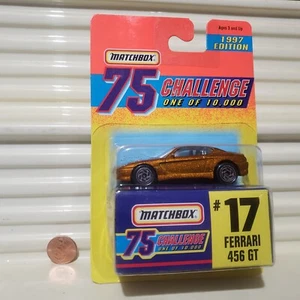 Ages 3 and Up
1997
EDITION
MATCHBOX
75 CHALLENGE
ONE OF 10,000
MATCHBOX
75 CHALLENGE
ONE OF 10,000
#17
FERRARI
456 GT